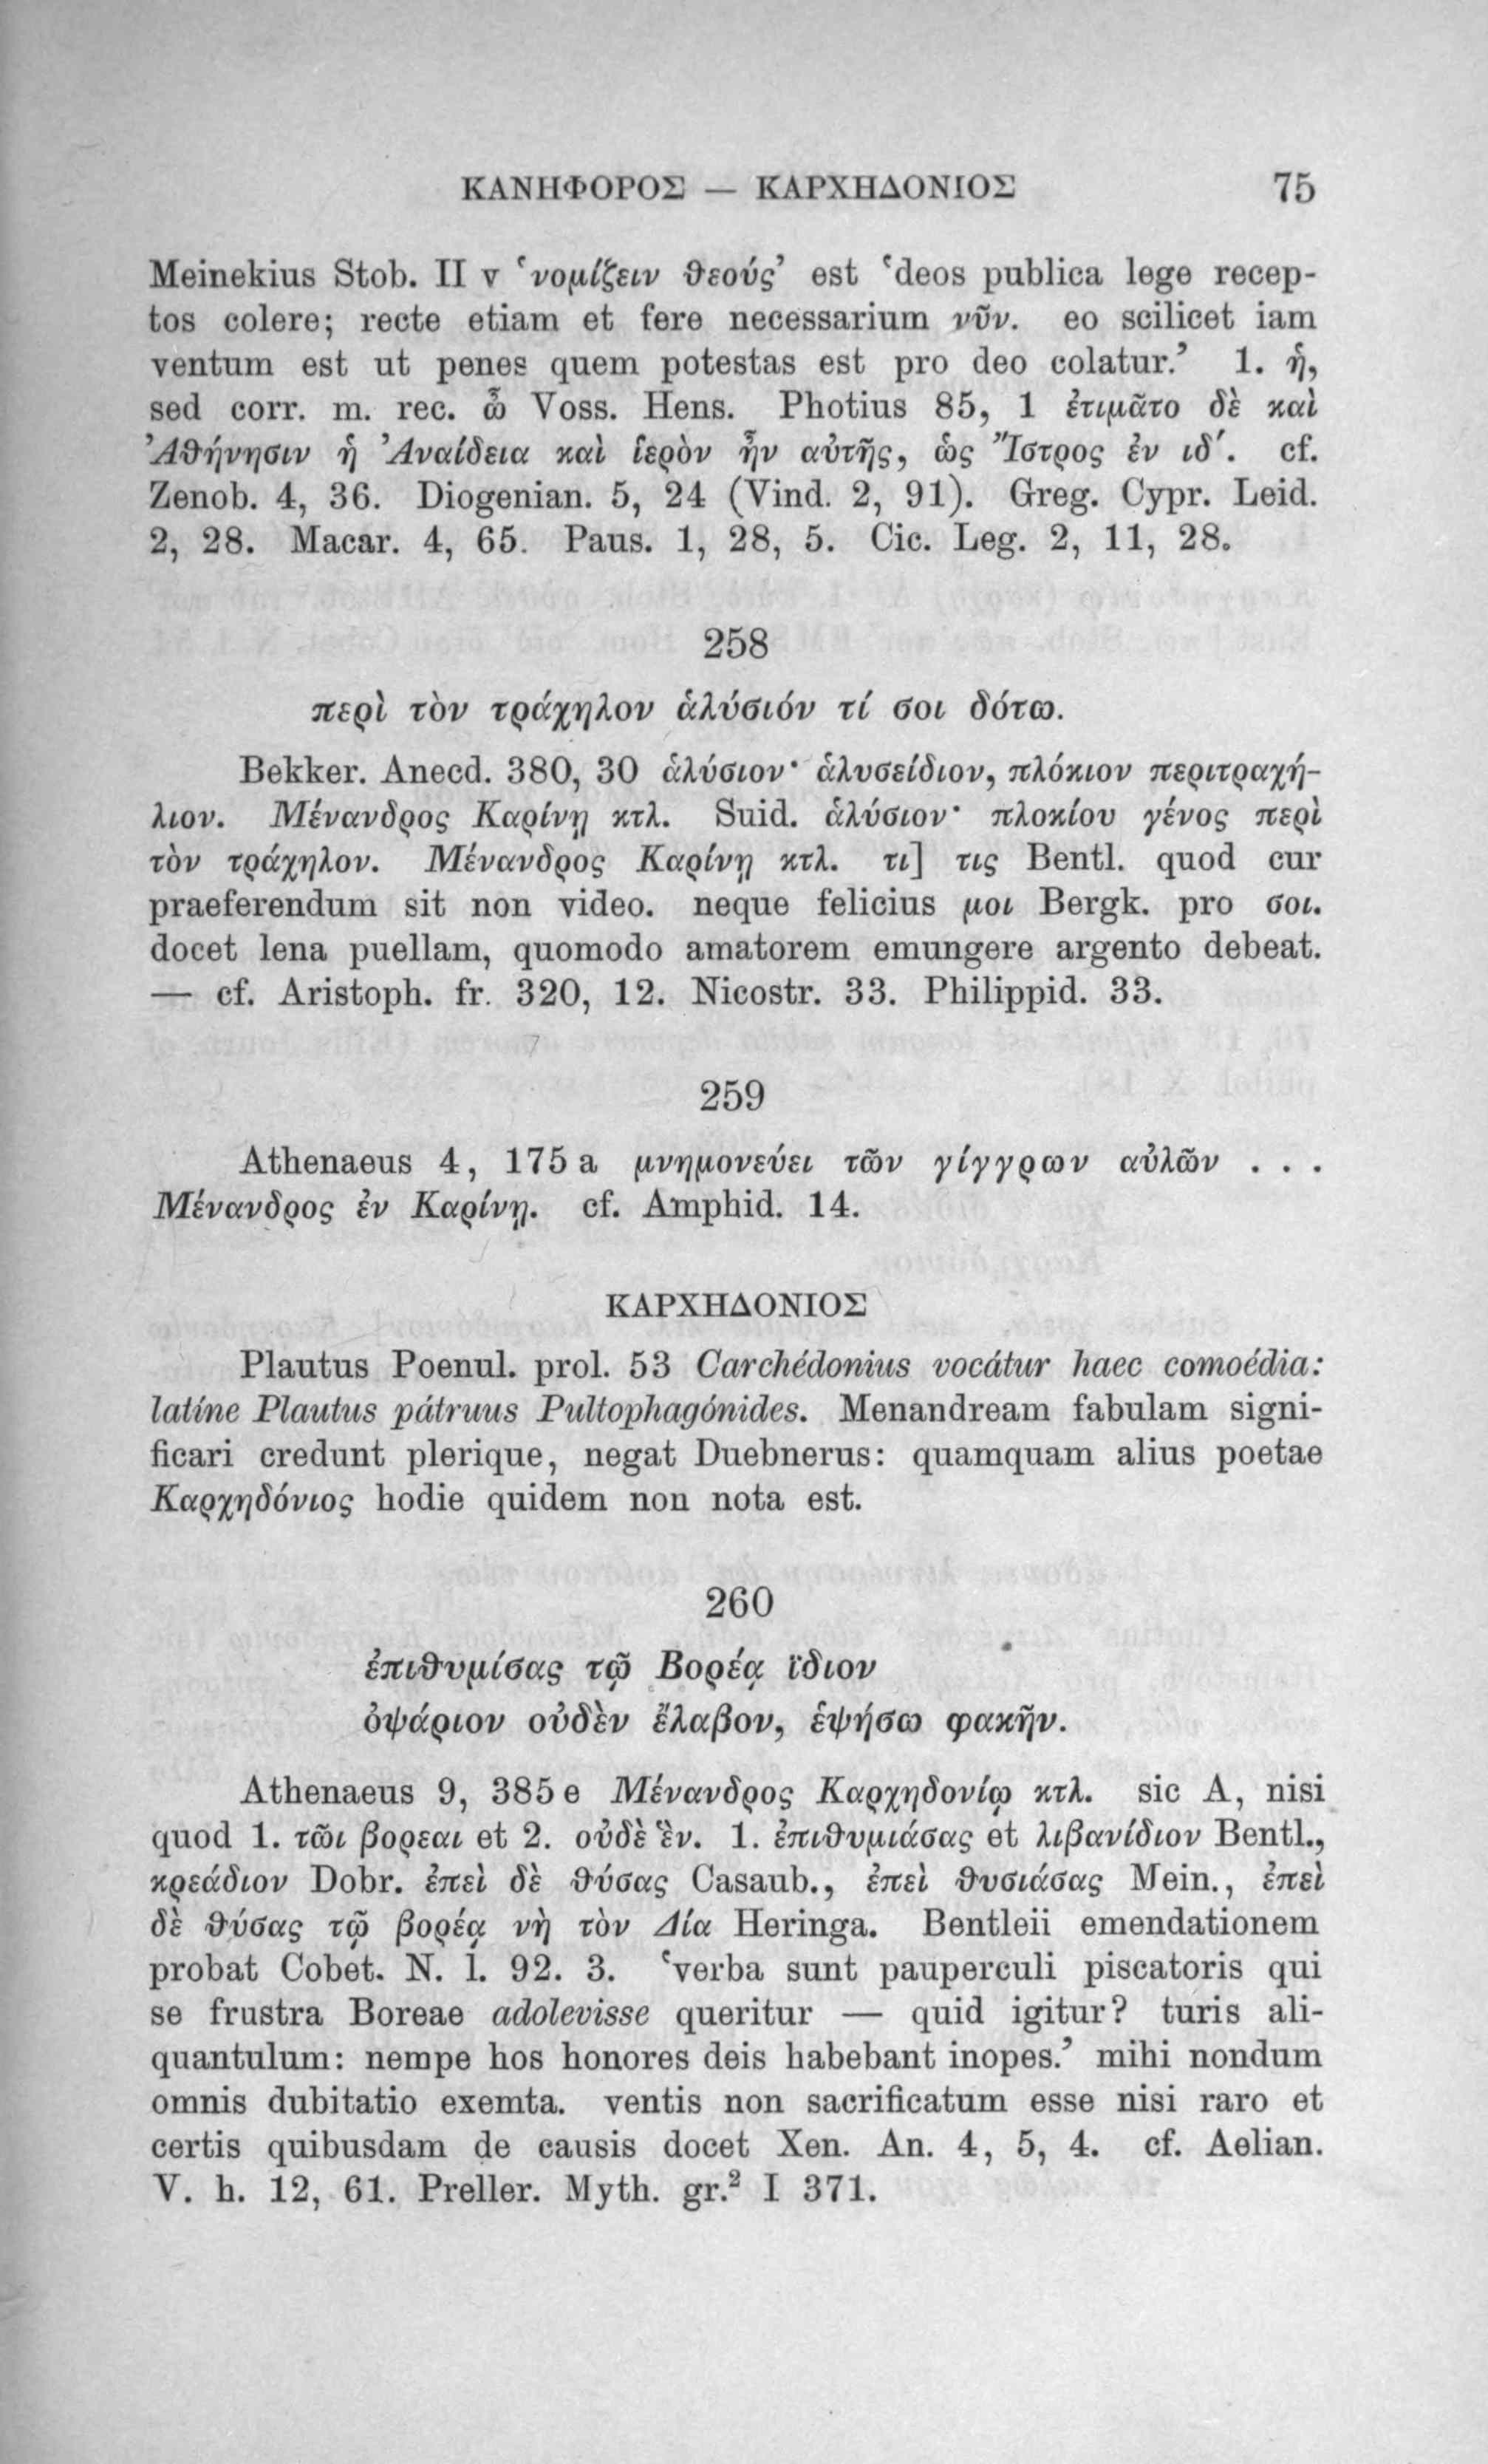 ΚΑΝΗΦΟΡΟΣ — ΚΑΡΧΗΔΟΝΙΟΣ 75
Meinekius Stob. II v ‘νομίζειν θεούς’ est ‘deos publica lege recep-
tos colere; recte etiam et fere necessarium νῦν. eo scilicet iam
ventum est ut penes quem potestas est pro deo colatur.’ 1. ἡ,
sed corr. m. rec. ὦ Voss. Hens. Photius 85, 1 ἐτιμᾶτο δὲ καὶ
Ἀθήνησιν ἡ Ἀναίδεια καὶ ἱερὸν ἦν αὐτῆς, ὡς Ἴστρος ἐν ιδ′. cf.
Zenob. 4, 36. Diogenian. 5, 24 (Vind. 2, 91). Greg. Cypr. Leid.
2, 28. Macar. 4, 65. Paus. 1, 28, 5. Cic. Leg. 2, 11, 28.
258
περὶ τὸν τράχηλον ἁλύσιόν τί σοι δότω.
Bekker. Anecd. 380, 30 ἁλύσιον· ἁλυσείδιον, πλόκιον περιτραχή-
λιον. Μένανδρος Καρίνῃ κτλ. Suid. ἁλύσιον· πλοκίου γένος περὶ
τὸν τράχηλον. Μένανδρος Καρίνῃ κτλ. τι] τις Bentl. quod cur
praeferendum sit non video. neque felicius μοι Bergk. pro σοι.
docet lena puellam, quomodo amatorem emungere argento debeat.
— cf. Aristoph. fr. 320, 12. Nicostr. 33. Philippid. 33.
259
Athenaeus 4, 175 a μνημονεύει τῶν γίγγρων αὐλῶν . . .
Μένανδρος ἐν Καρίνῃ. cf. Amphid. 14.
ΚΑΡΧΗΔΟΝΙΟΣ
Plautus Poenul. prol. 53 Carchédonius vocátur haec comoédia:
latíne Plautus pátruus Pultophagónides. Menandream fabulam signi-
ficari credunt plerique, negat Duebnerus: quamquam alius poetae
Καρχηδόνιος hodie quidem non nota est.
260
ἐπιθυμίσας τῷ Βορέᾳ ἴδιον
ὀψάριον οὐδὲν ἔλαβον, ἑψήσω φακῆν.
Athenaeus 9, 385 e Μένανδρος Καρχηδονίῳ κτλ. sic A, nisi
quod 1. τῶι βορεαι et 2. οὐδὲ ἓν. 1. ἐπιθυμιάσας et λιβανίδιον Bentl.,
κρεάδιον Dobr. ἐπεὶ δὲ θύσας Casaub., ἐπεὶ θυσιάσας Mein., ἐπεὶ
δὲ θύσας τῷ βορέᾳ νὴ τὸν Δία Heringa. Bentleii emendationem
probat Cobet. N. l. 92. 3. ‘verba sunt pauperculi piscatoris qui
se frustra Boreae adolevisse queritur — quid igitur? turis ali-
quantulum: nempe hos honores deis habebant inopes.’ mihi nondum
omnis dubitatio exemta. ventis non sacrificatum esse nisi raro et
certis quibusdam de causis docet Xen. An. 4, 5, 4. cf. Aelian.
V. h. 12, 61. Preller. Myth. gr.² I 371.